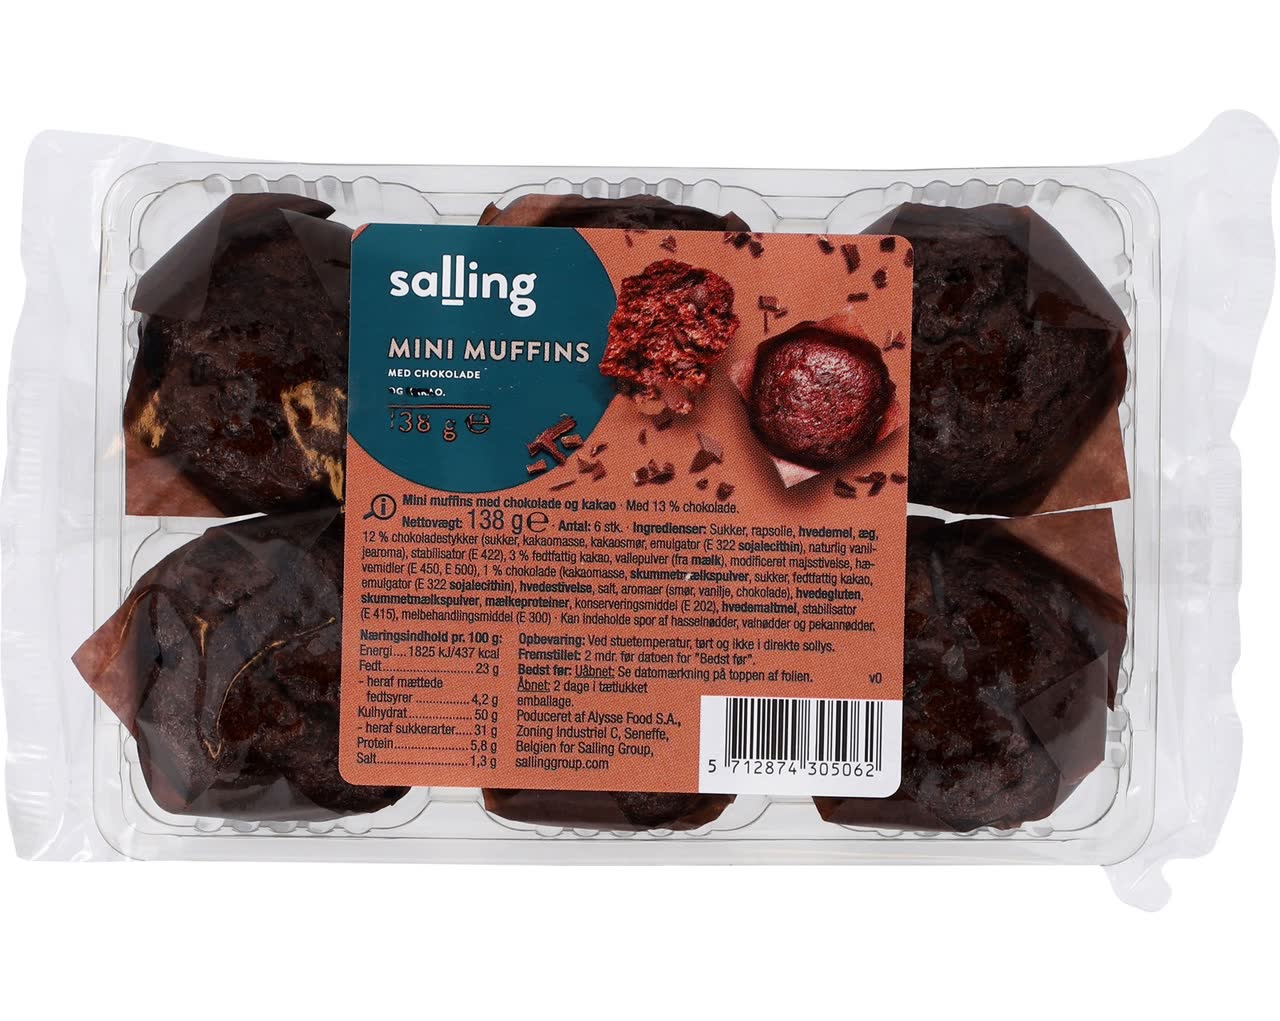 salling
MINI MUFFINS
MED CHOKOLADE
OG KAKAO.
138 g ℮
Mini muffins med chokolade og kakao · Med 13 % chokolade.
Nettovægt: 138 g ℮ · Antal: 6 stk. · Ingredienser: Sukker, rapsolie, hvedemel, æg,
12 % chokoladestykker (sukker, kakaomasse, kakaosmør, emulgator (E 322 sojalecithin), naturlig vanil-
jearoma), stabilisator (E 422), 3 % fedtfattig kakao, vallepulver (fra mælk), modificeret majsstivelse, hæ-
vemidler (E 450, E 500), 1 % chokolade (kakaomasse, skummetmælkspulver, sukker, fedtfattig kakao,
emulgator (E 322 sojalecithin), hvedestivelse, salt, aromaer (smør, vanilje, chokolade), hvedegluten,
skummetmælkspulver, mælkeproteiner, konserveringsmiddel (E 202), hvedemaltmel, stabilisator
(E 415), melbehandlingsmiddel (E 300) · Kan indeholde spor af hasselnødder, valnødder og pekannødder.
Næringsindhold pr. 100 g:
Energi.... 1825 kJ/437 kcal
Fedt.......................... 23 g
- heraf mættede
fedtsyrer ............... 4,2 g
Kulhydrat.................. 50 g
- heraf sukkerarter..... 31 g
Protein..................... 5,8 g
Salt.......................... 1,3 g
Opbevaring: Ved stuetemperatur, tørt og ikke i direkte sollys.
Fremstillet: 2 mdr. før datoen for "Bedst før".
Bedst før: Uåbnet: Se datomærkning på toppen af folien.
v0
Åbnet: 2 dage i tætlukket
emballage.
Poduceret af Alysse Food S.A.,
Zoning Industriel C, Seneffe,
Belgien for Salling Group,
sallinggroup.com
5 712874 305062